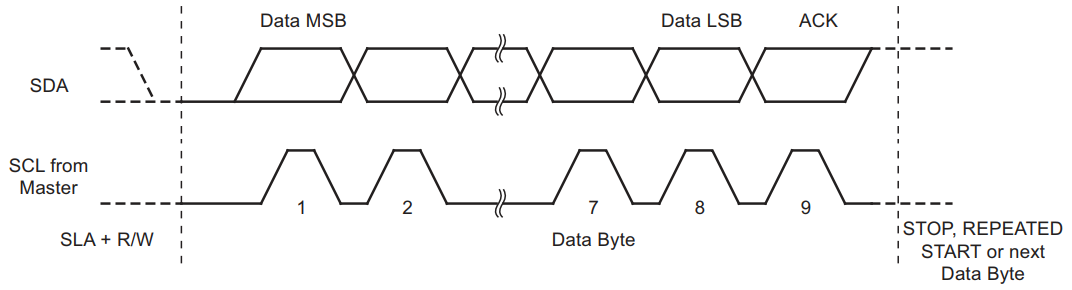 Data MSB
Data LSB
ACK
SDA
SCL from
Master
1
2
7
8
9
SLA + R/W
Data Byte
STOP, REPEATED
START or next
Data Byte